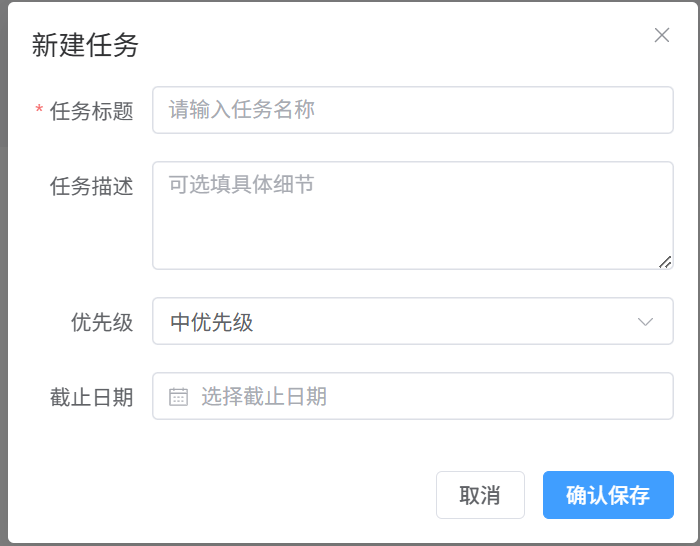 新建任务
* 任务标题 请输入任务名称
任务描述 可选填具体细节
优先级 中优先级
截止日期 选择截止日期
取消 确认保存